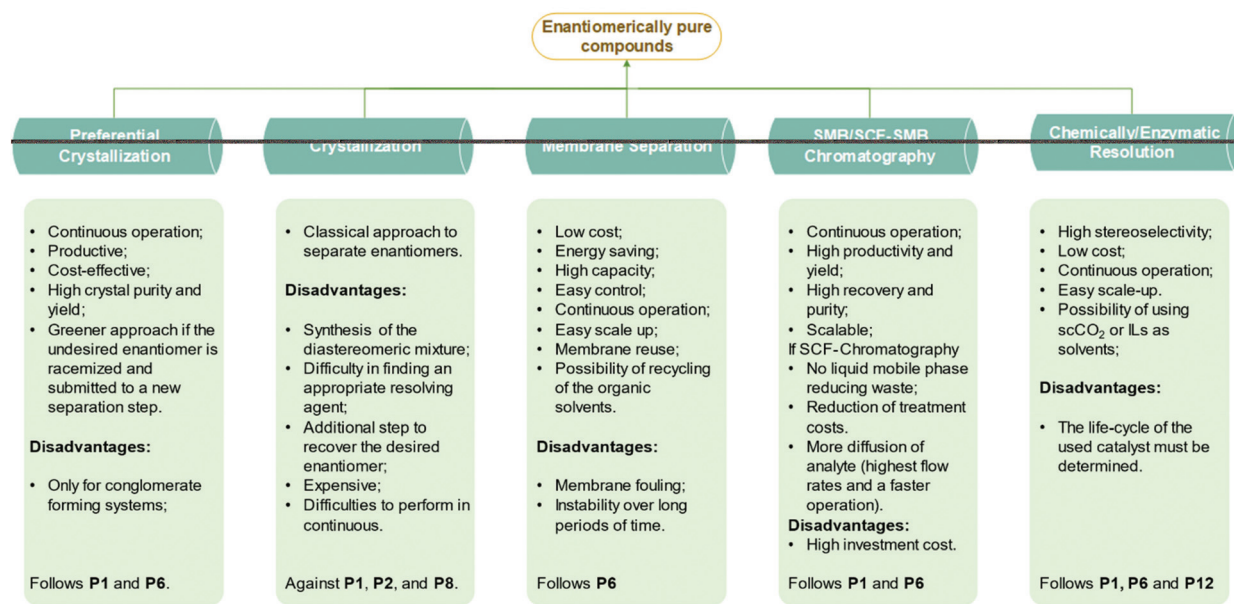 Enantiomerically pure
compounds
Preferential
Crystallization
Crystallization
Membrane Separation
SMB/SCF-SMB
Chromatography
Chemically/Enzymatic
Resolution
• Continuous operation;
• Productive;
• Cost-effective;
• High crystal purity and
yield;
• Greener approach if the
undesired enantiomer is
racemized and
submitted to a new
separation step.
Disadvantages:
• Only for conglomerate
forming systems;
Follows P1 and P6.
• Classical approach to
separate enantiomers.
Disadvantages:
• Synthesis of the
diastereomeric mixture;
• Difficulty in finding an
appropriate resolving
agent;
• Additional step to
recover the desired
enantiomer;
• Expensive;
• Difficulties to perform in
continuous.
Against P1, P2, and P8.
• Low cost;
• Energy saving;
• High capacity;
• Easy control;
• Continuous operation;
• Easy scale up;
• Membrane reuse;
• Possibility of recycling
of the organic
solvents.
Disadvantages:
• Membrane fouling;
• Instability over long
periods of time.
Follows P6
• Continuous operation;
• High productivity and
yield;
• High recovery and
purity;
• Scalable;
If SCF-Chromatography
• No liquid mobile phase
reducing waste;
• Reduction of treatment
costs.
• More diffusion of
analyte (highest flow
rates and a faster
operation).
Disadvantages:
• High investment cost.
Follows P1 and P6
• High stereoselectivity;
• Low cost;
• Continuous operation;
• Easy scale-up.
• Possibility of using
scCO₂ or ILs as
solvents;
Disadvantages:
• The life-cycle of the
used catalyst must be
determined.
Follows P1, P6 and P12